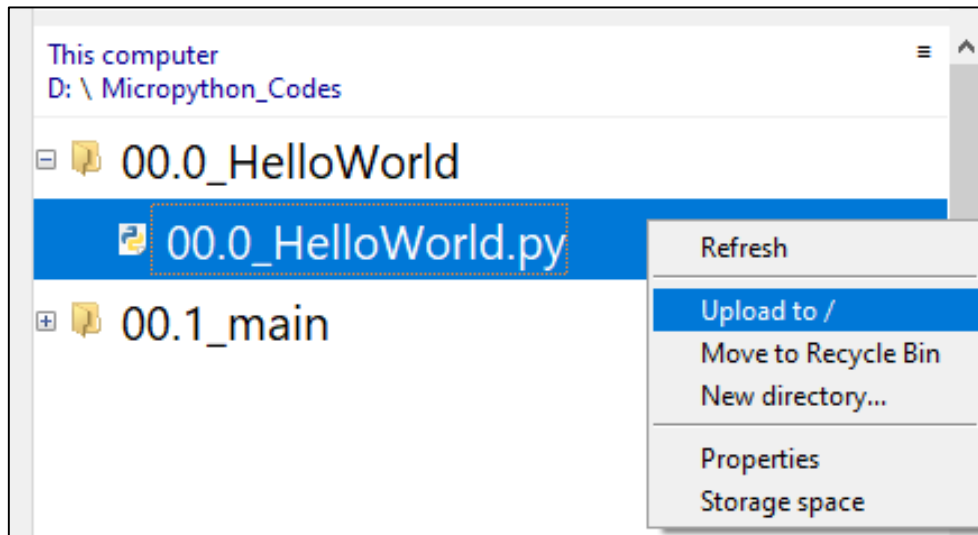 This computer
D: \ Micropython_Codes
00.0_HelloWorld
00.0_HelloWorld.py
00.1_main
Refresh
Upload to /
Move to Recycle Bin
New directory...
Properties
Storage space